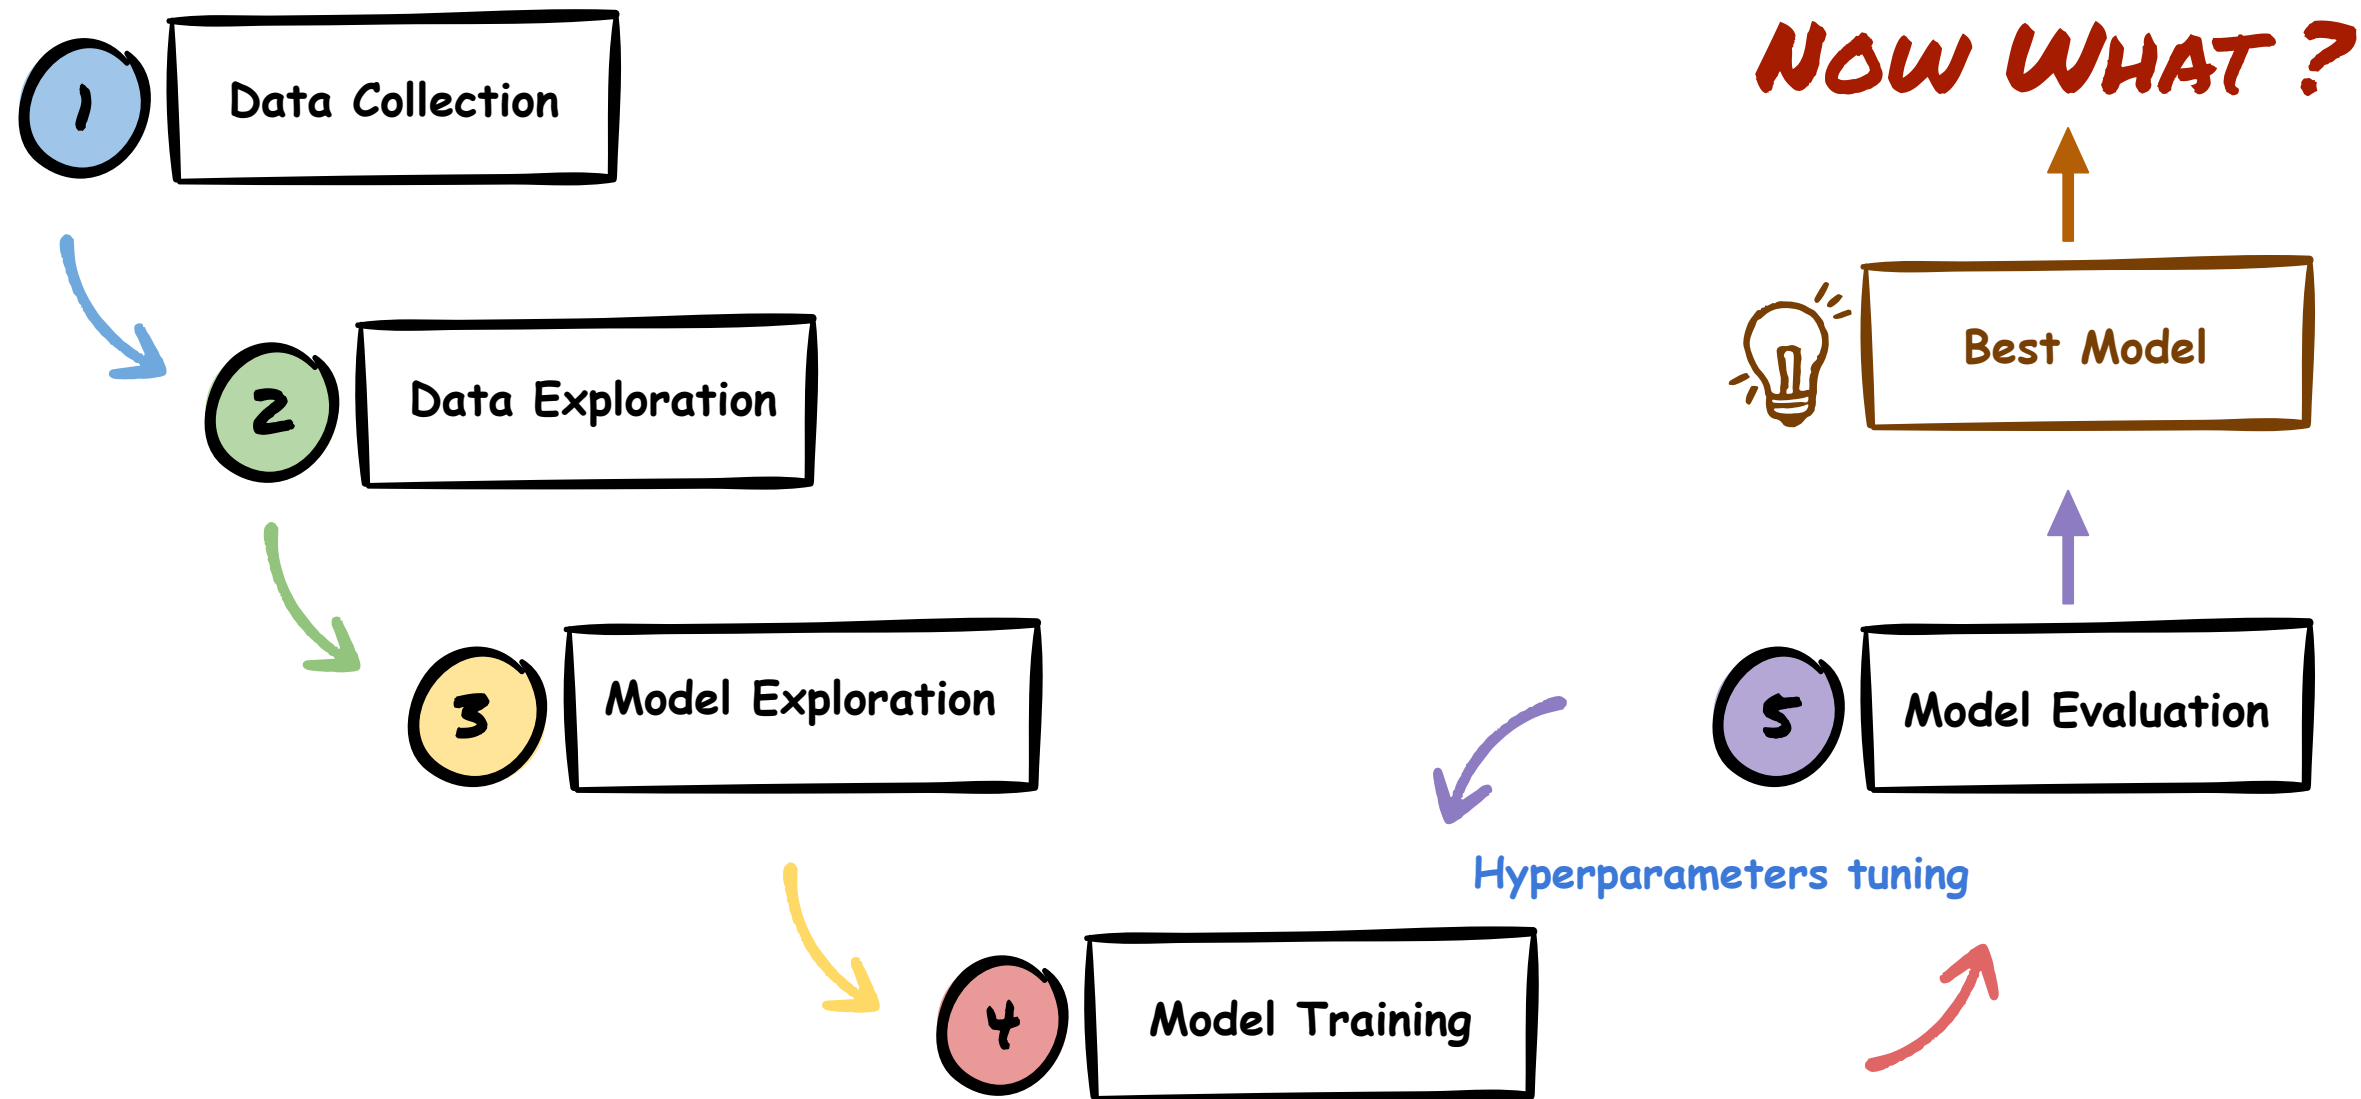 1
Data Collection
2
Data Exploration
3
Model Exploration
4
Model Training
Hyperparameters tuning
5
Model Evaluation
Best Model
Now What ?